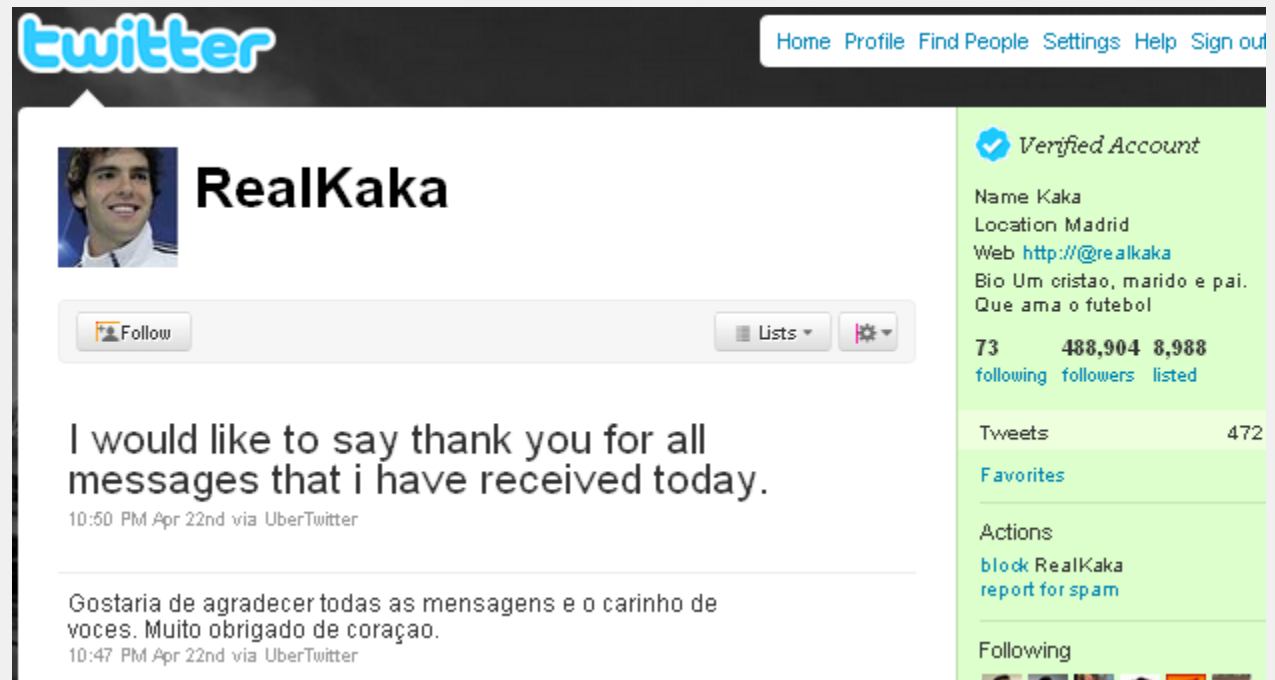 twitter
Home Profile Find People Settings Help Sign out
RealKaka
Follow
Lists
I would like to say thank you for all
messages that i have received today.
10:50 PM Apr 22nd via UberTwitter
Gostaria de agradecer todas as mensagens e o carinho de
voces. Muito obrigado de coraçao.
10:47 PM Apr 22nd via UberTwitter
Verified Account
Name Kaka
Location Madrid
Web http://@realkaka
Bio Um cristao, marido e pai.
Que ama o futebol
73 488,904 8,988
following followers listed
Tweets 472
Favorites
Actions
block RealKaka
report for spam
Following